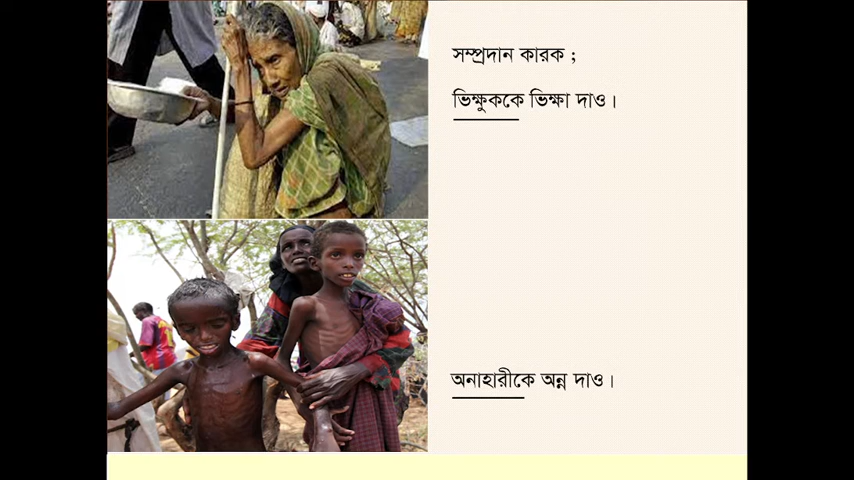 সম্প্রদান কারক ;
ভিক্ষুককে ভিক্ষা দাও।
অনাহারীকে অন্ন দাও।